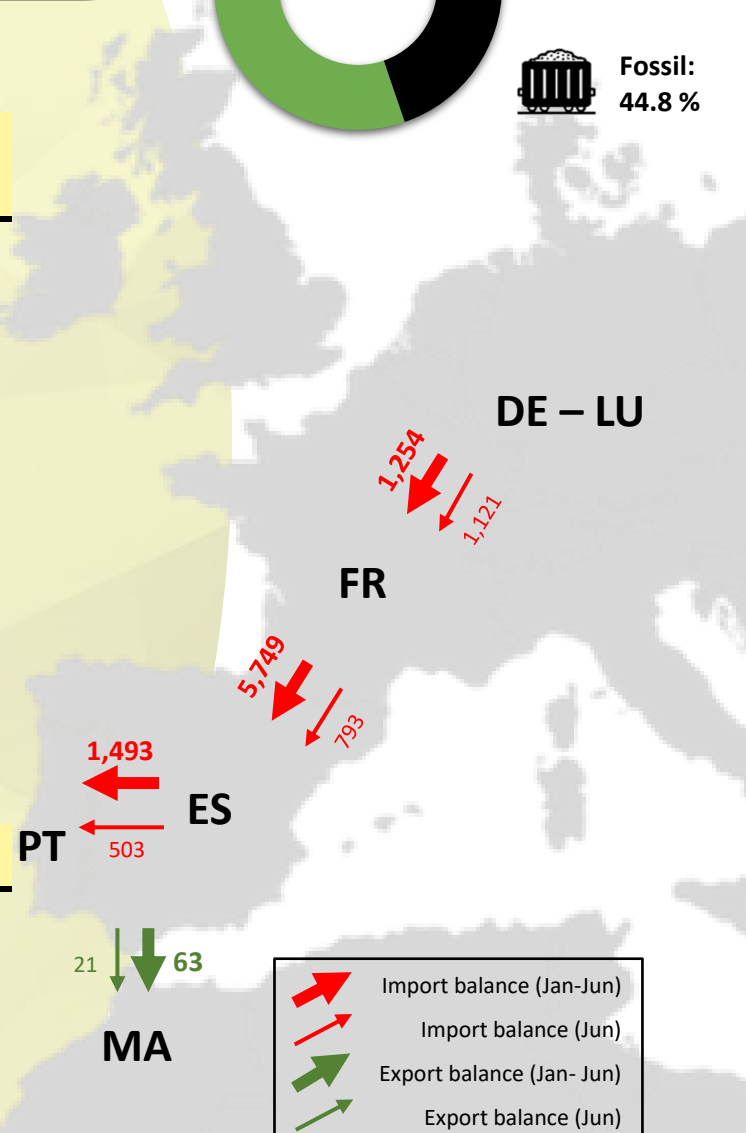 Fossil:
44.8 %
DE – LU
1,254
1,121
FR
5,749
793
1,493
ES
PT
503
21
63
MA
Import balance (Jan-Jun)
Import balance (Jun)
Export balance (Jan- Jun)
Export balance (Jun)